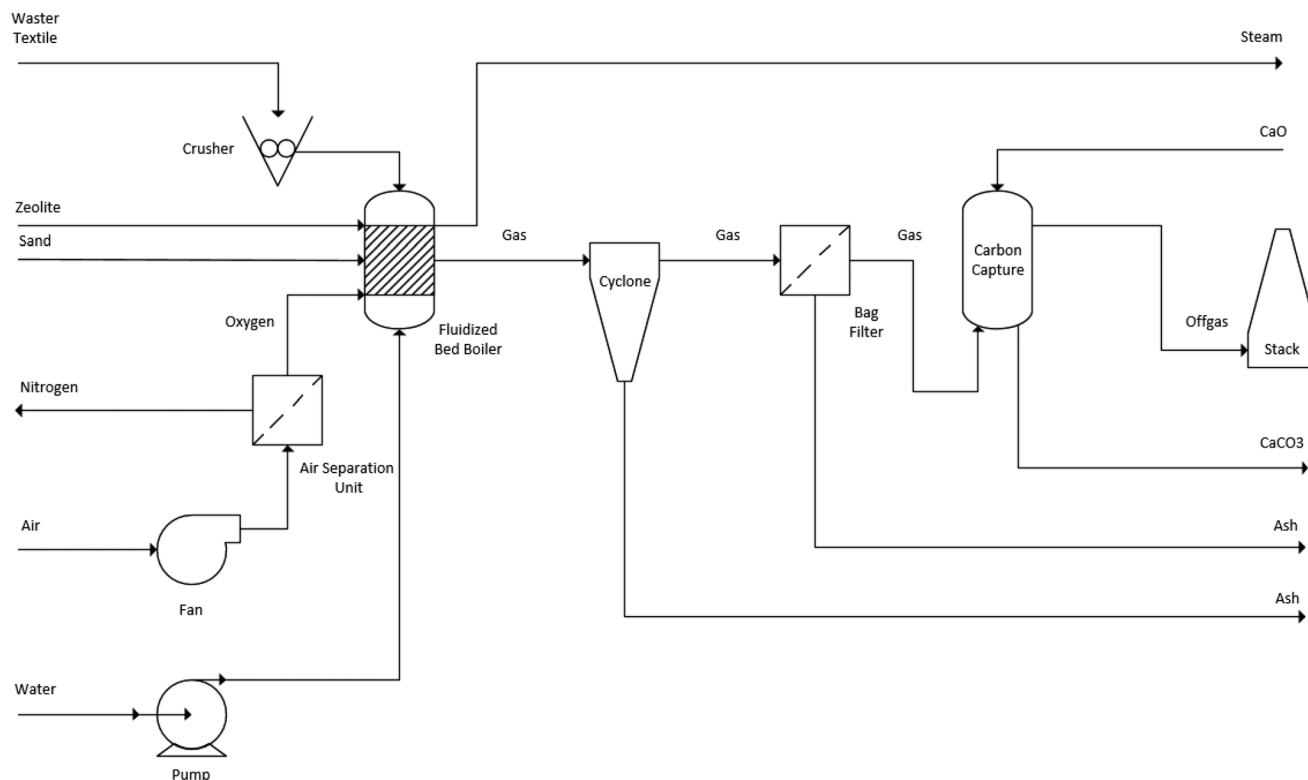 Waster
Textile
Steam
Crusher
CaO
Zeolite
Sand
Gas
Gas
Gas
Carbon
Capture
Cyclone
Oxygen
Fluidized
Bed Boiler
Bag
Filter
Offgas
Stack
Nitrogen
Air Separation
Unit
CaCO3
Air
Ash
Fan
Ash
Water
Pump